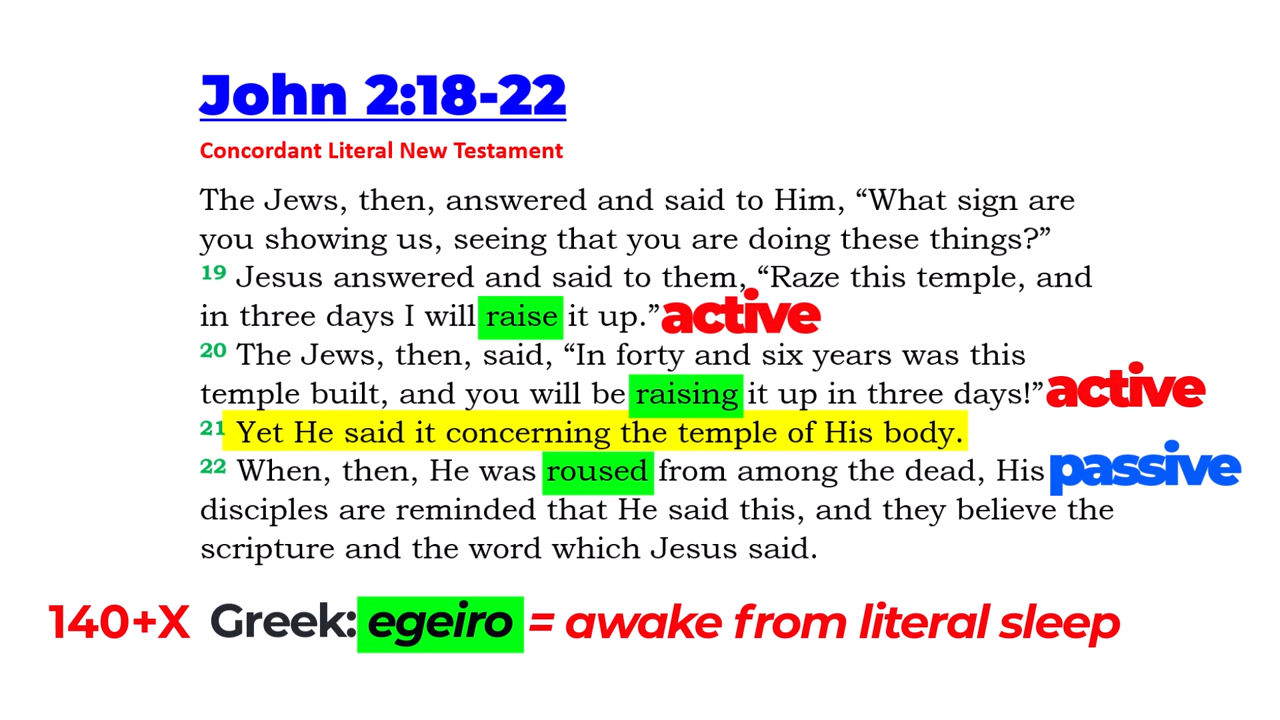 John 2:18-22
Concordant Literal New Testament
The Jews, then, answered and said to Him, “What sign are
you showing us, seeing that you are doing these things?”
19 Jesus answered and said to them, “Raze this temple, and
in three days I will raise it up.” active
20 The Jews, then, said, “In forty and six years was this
temple built, and you will be raising it up in three days!” active
21 Yet He said it concerning the temple of His body.
22 When, then, He was roused from among the dead, His passive
disciples are reminded that He said this, and they believe the
scripture and the word which Jesus said.
140+X Greek: egeiro = awake from literal sleep